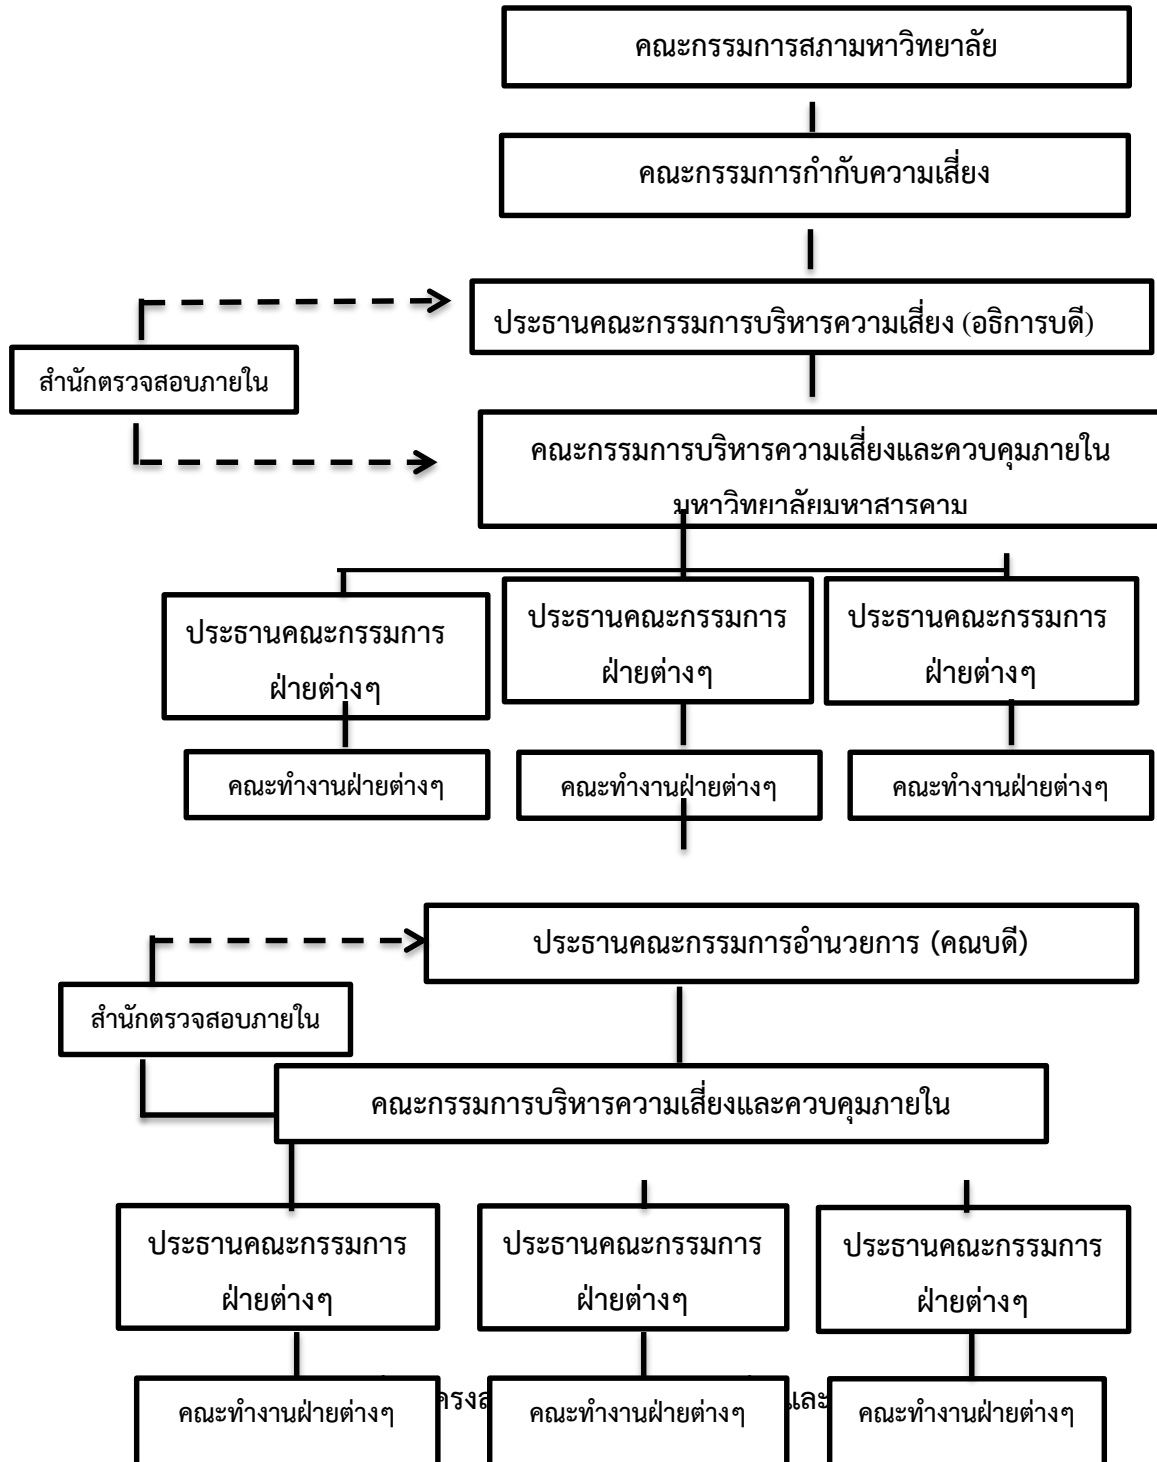 คณะกรรมการสภามหาวิทยาลัย
คณะกรรมการกำกับความเสี่ยง
ประธานคณะกรรมการบริหารความเสี่ยง (อธิการบดี)
สำนักตรวจสอบภายใน
คณะกรรมการบริหารความเสี่ยงและควบคุมภายใน
มหาวิทยาลัยมหาสารคาม
ประธานคณะกรรมการ
ฝ่ายต่างๆ
ประธานคณะกรรมการ
ฝ่ายต่างๆ
ประธานคณะกรรมการ
ฝ่ายต่างๆ
คณะทำงานฝ่ายต่างๆ
คณะทำงานฝ่ายต่างๆ
คณะทำงานฝ่ายต่างๆ
ประธานคณะกรรมการอำนวยการ (คณบดี)
สำนักตรวจสอบภายใน
คณะกรรมการบริหารความเสี่ยงและควบคุมภายใน
ประธานคณะกรรมการ
ฝ่ายต่างๆ
ประธานคณะกรรมการ
ฝ่ายต่างๆ
ประธานคณะกรรมการ
ฝ่ายต่างๆ
คณะทำงานฝ่ายต่างๆ
คณะทำงานฝ่ายต่างๆ
และ
คณะทำงานฝ่ายต่างๆ